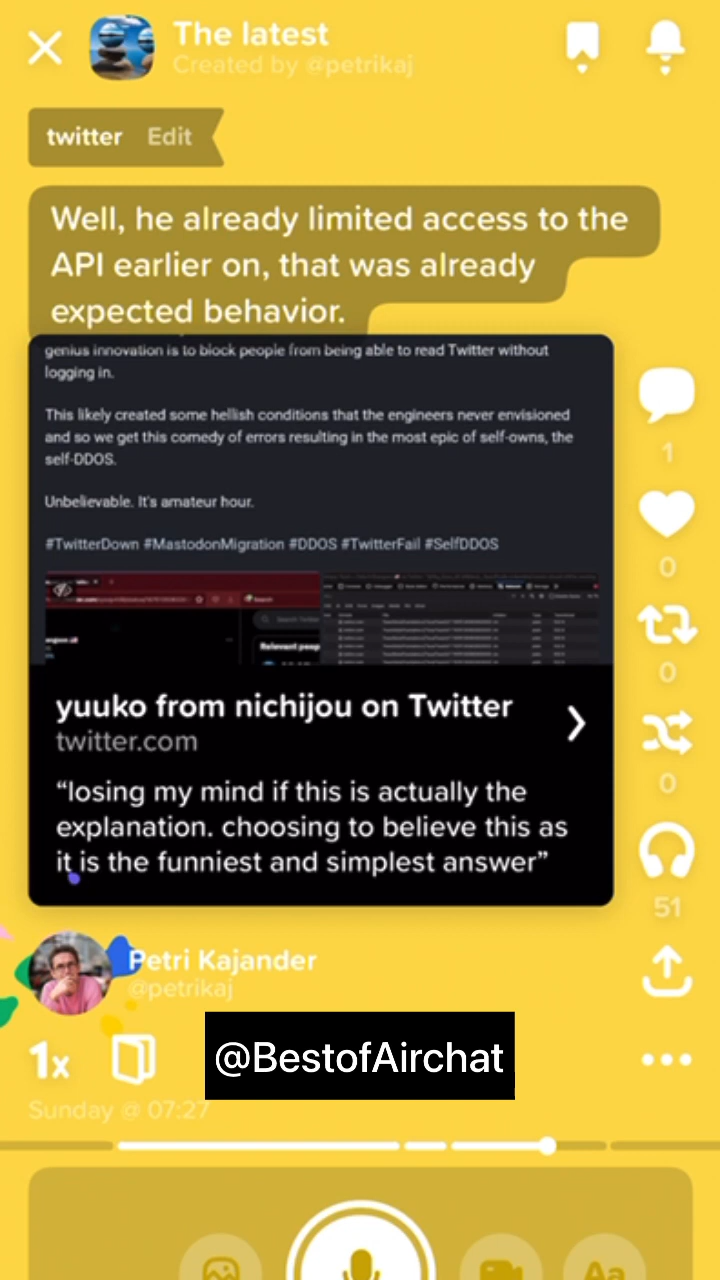 The latest
Created by @petrikaj
twitter Edit
Well, he already limited access to the
API earlier on, that was already
expected behavior.
genius innovation is to block people from being able to read Twitter without
logging in.
This likely created some hellish conditions that the engineers never envisioned
and so we get this comedy of errors resulting in the most epic of self-owns, the
self-DDOS.
Unbelievable. It's amateur hour.
#TwitterDown #MastodonMigration #DDOS #TwitterFail #SelfDDOS
Search
Relevant
yuuko from nichijou on Twitter
twitter.com
“losing my mind if this is actually the
explanation. choosing to believe this as
it is the funniest and simplest answer”
1
0
0
0
51
Petri Kajander
@petrikaj
@BestofAirchat
1x
Sunday @ 07:27
Aa